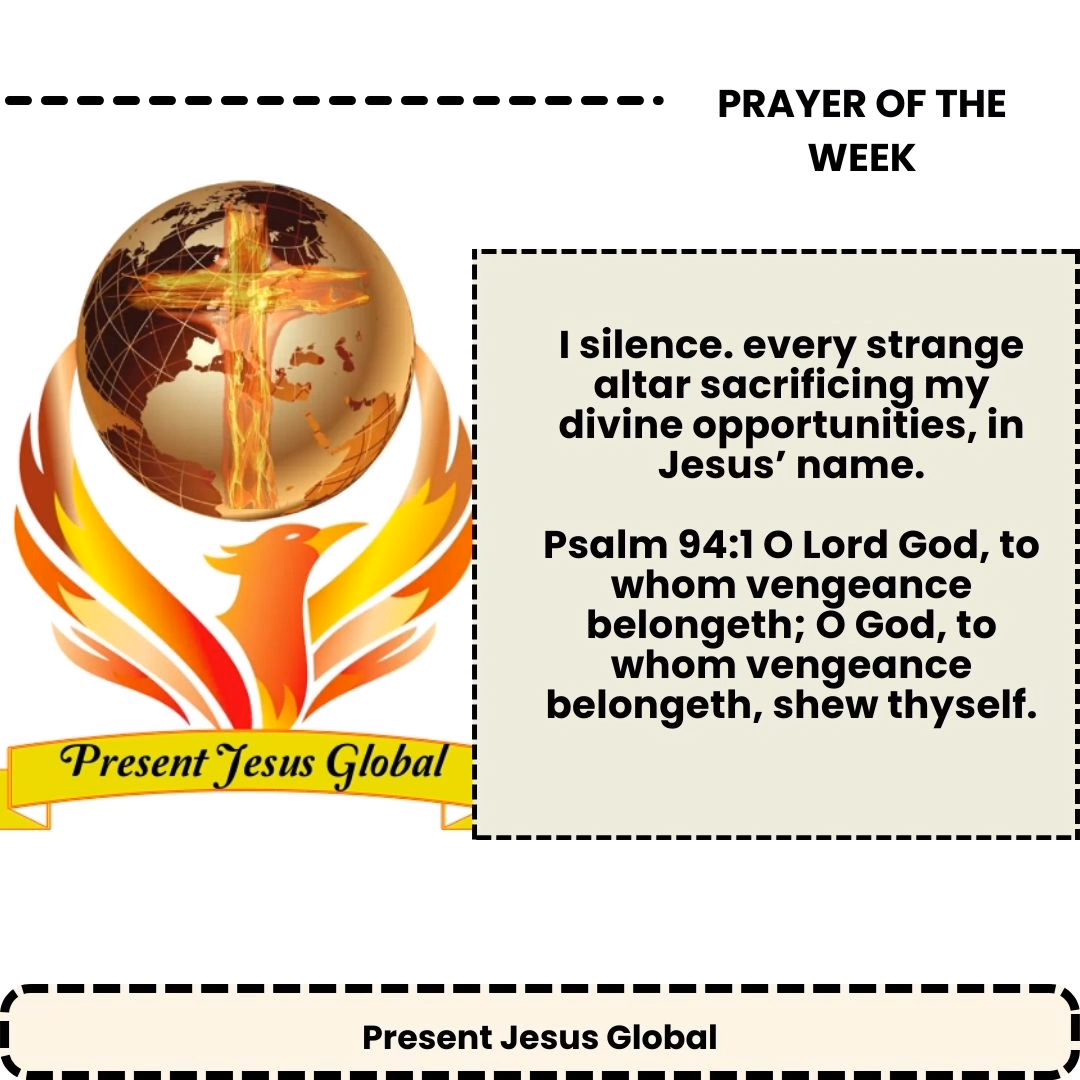 PRAYER OF THE
WEEK
I silence. every strange
altar sacrificing my
divine opportunities, in
Jesus’ name.
Psalm 94:1 O Lord God, to
whom vengeance
belongeth; O God, to
whom vengeance
belongeth, shew thyself.
Present Jesus Global
Present Jesus Global